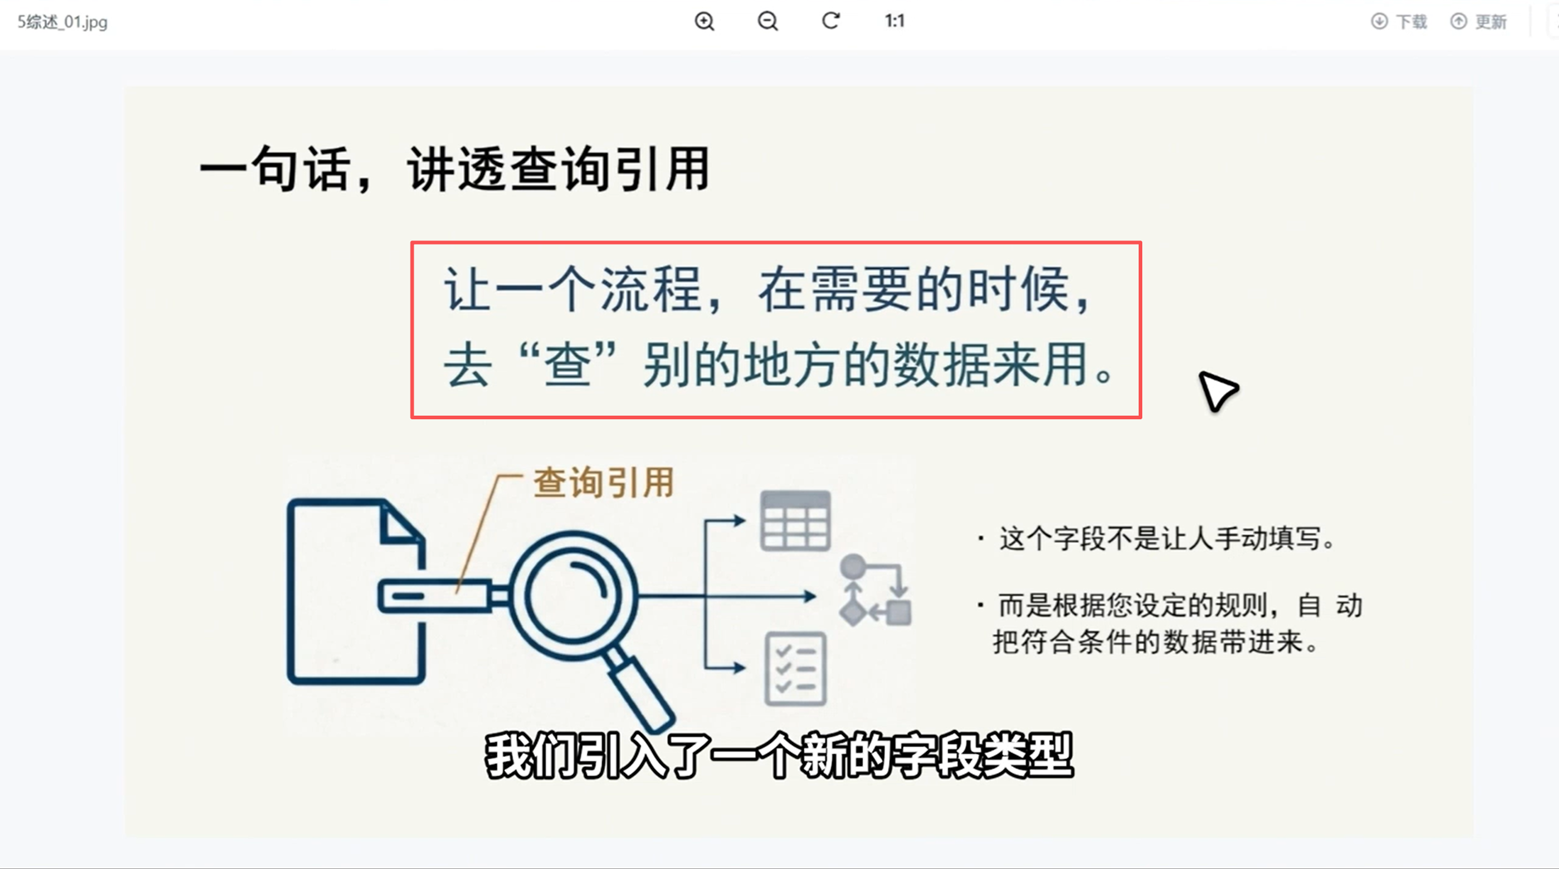 5综述_01.jpg
1:1
下载
更新
一句话，讲透查询引用
让一个流程，在需要的时候，
去“查”别的地方的数据来用。
查询引用
· 这个字段不是让人手动填写。
· 而是根据您设定的规则，自 动
把符合条件的数据带进来。
我们引入了一个新的字段类型